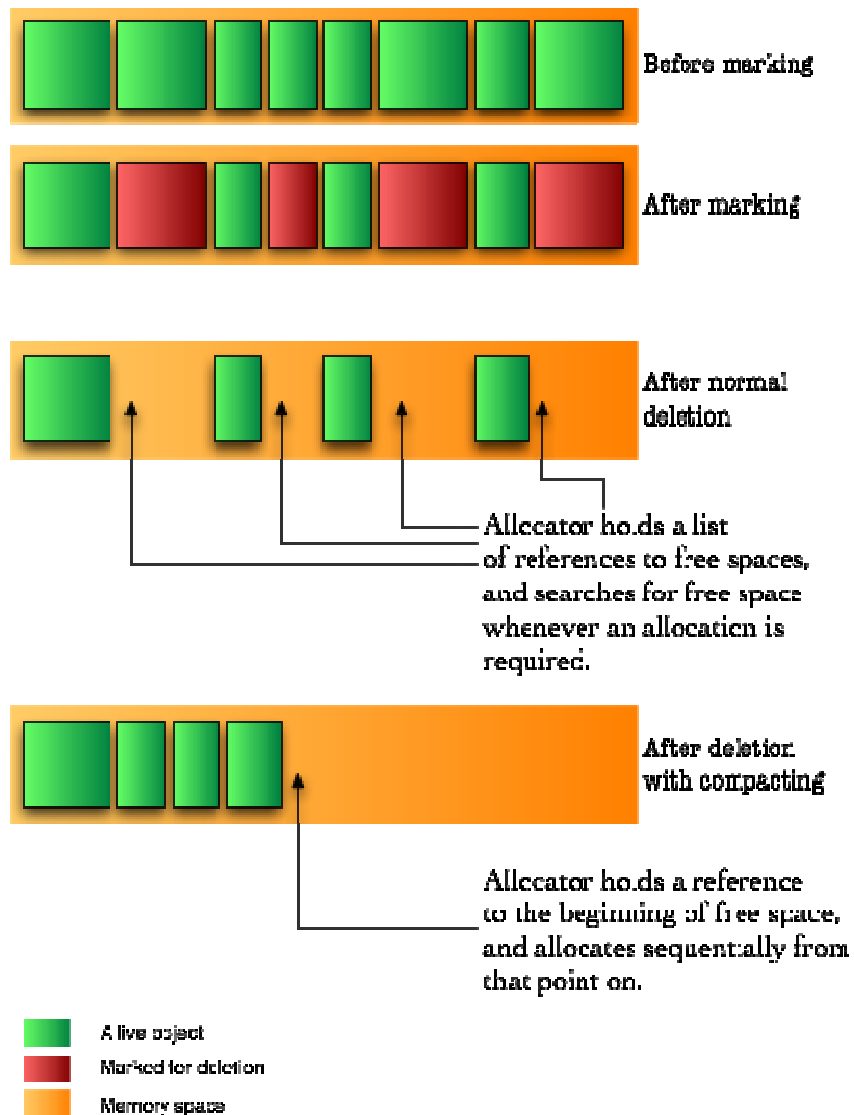 Before marking
After marking
After normal
deletion
Allocator holds a list
of references to free spaces,
and searches for free space
whenever an allocation is
required.
After deletion
with compacting
Allocator holds a reference
to the beginning of free space,
and allocates sequentially from
that point on.
A live object
Marked for deletion
Memory space